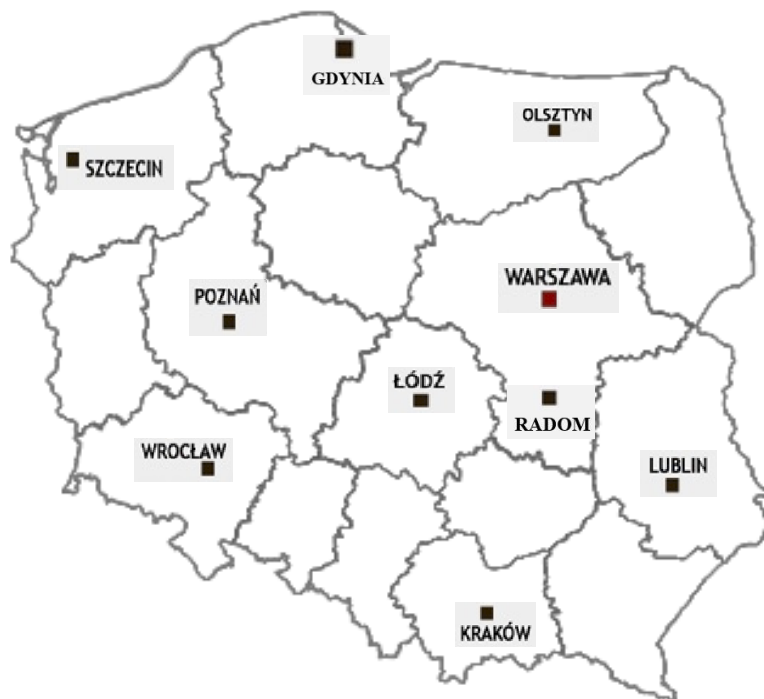 GDYNIA
OLSZTYN
SZCZECIN
WARSZAWA
POZNAŃ
ŁÓDŹ
RADOM
WROCŁAW
LUBLIN
KRAKÓW